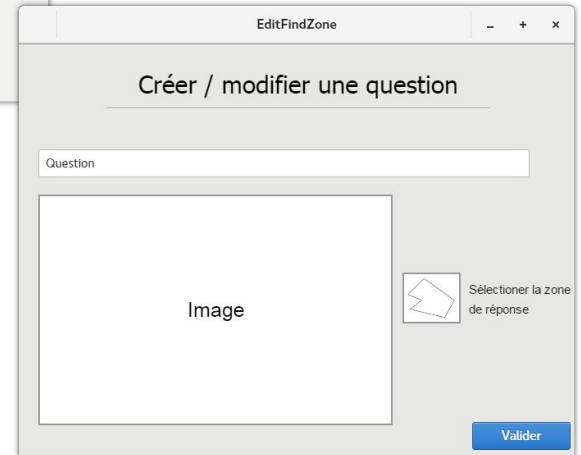 EditFindZone
Créer / modifier une question
Question
Image
Sélectioner la zone
de réponse
Valider